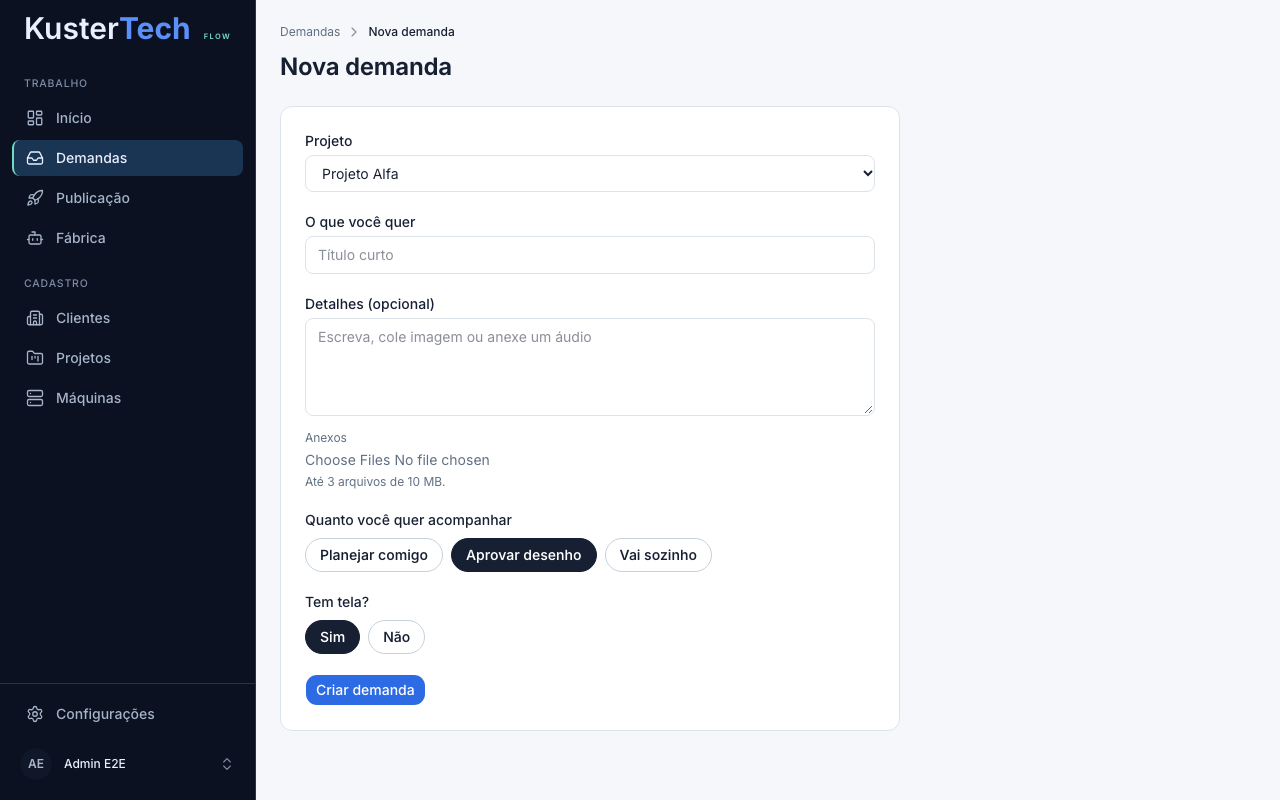 KusterTech FLOW
TRABALHO
Início
Demandas
Publicação
Fábrica
CADASTRO
Clientes
Projetos
Máquinas
Configurações
AE Admin E2E
Demandas Nova demanda
Nova demanda
Projeto
Projeto Alfa
O que você quer
Título curto
Detalhes (opcional)
Escreva, cole imagem ou anexe um áudio
Anexos
Choose Files No file chosen
Até 3 arquivos de 10 MB.
Quanto você quer acompanhar
Planejar comigo Aprovar desenho Vai sozinho
Tem tela?
Sim Não
Criar demanda